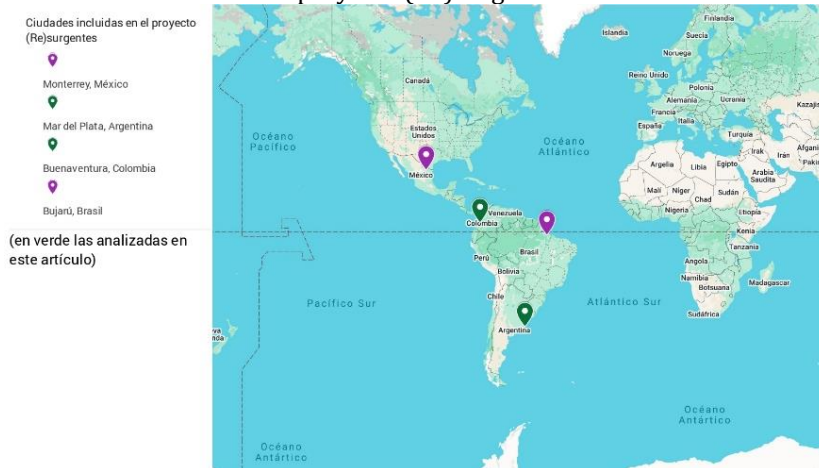 Ciudades incluidas en el proyecto
(Re)surgentes
Monterrey, México
Mar del Plata, Argentina
Buenaventura, Colombia
Bujarú, Brasil
(en verde las analizadas en
este artículo)
Finlandia
Islandia
Suecia
Noruega
Canadá
Reino Unido
Polonia
Alemania
Ucrania
Francia
Kazajis
Italia
España
Turquía
Estados
Unidos
Océano
Pacífico
Océano
Atlántico
Irak
Irán
Afgani
Argelia
Libia
Egipto
Arabia
Saudita
México
Malí
Níger
Sudán
Chad
Nigeria
Etiopía
Venezuela
Colombia
Kenia
Tanzania
Perú
Brasil
Angola
Bolivia
Namibia
Botsuana
Madagascar
Chile
Pacífico Sur
Atlántico Sur
Sudáfrica
Argentina
Océano
Antártico
Océano
Antártico